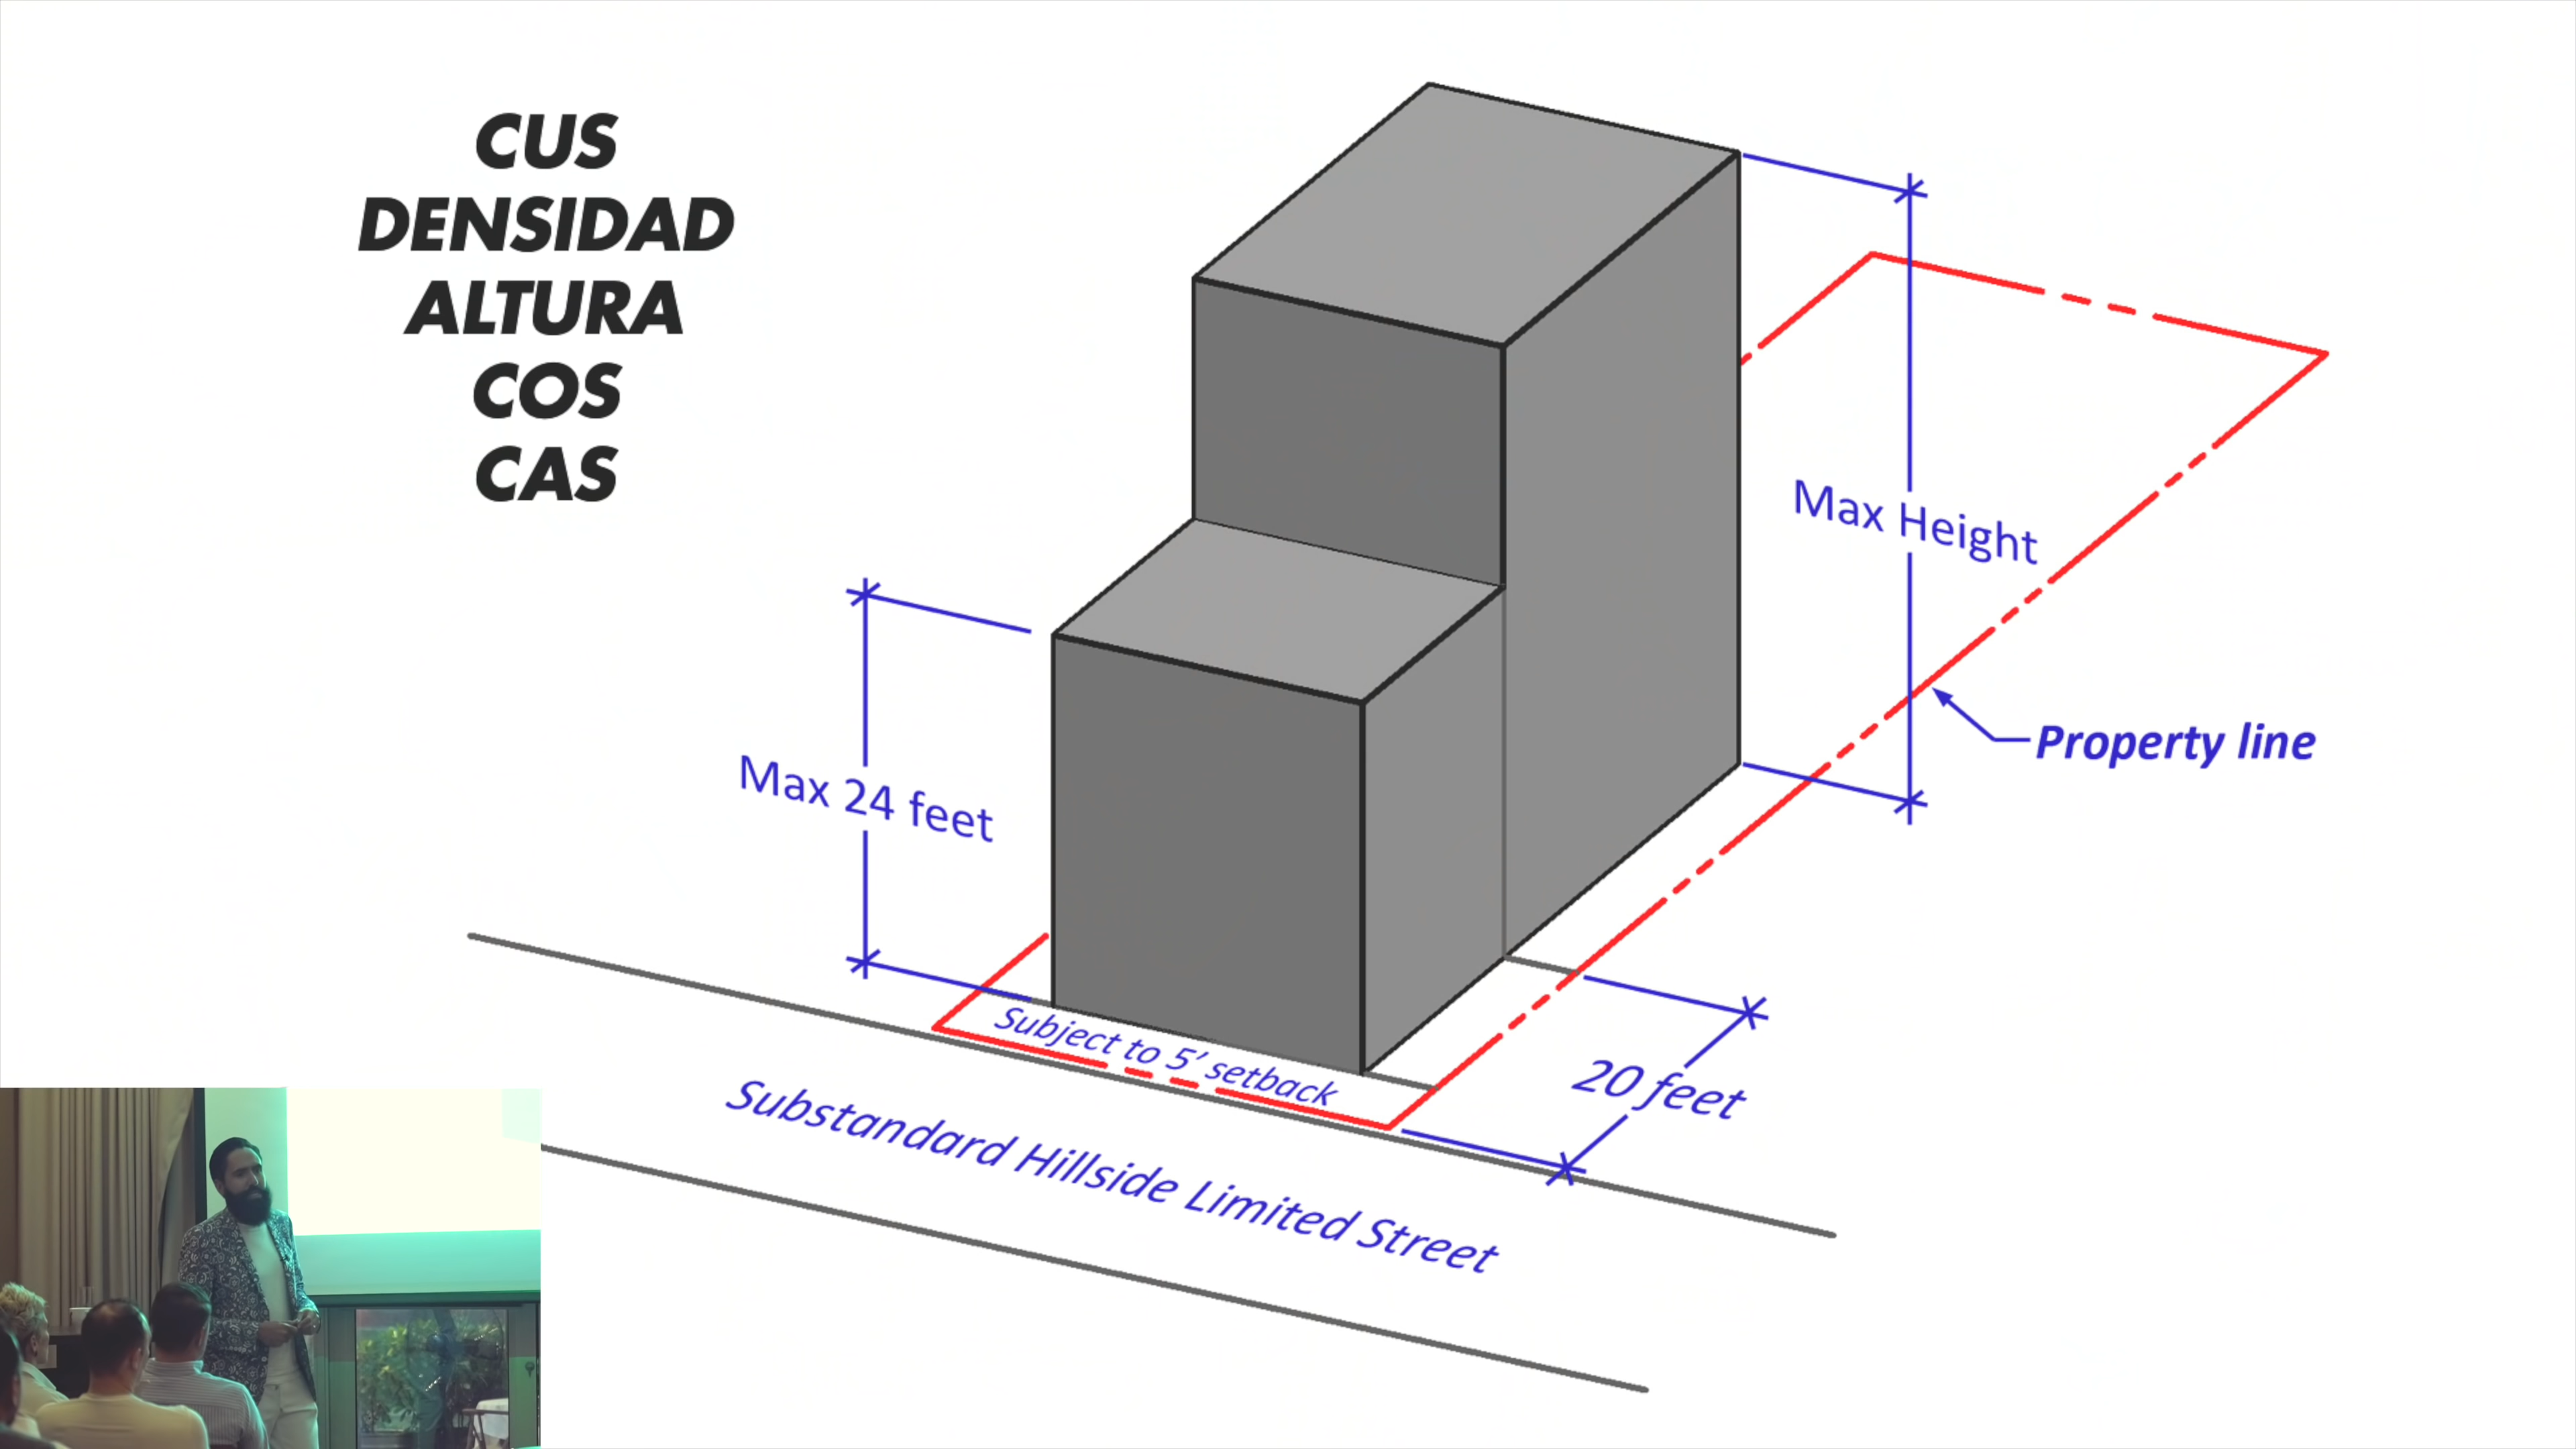 CUS
DENSIDAD
ALTURA
COS
CAS
Max Height
Max 24 feet
Property line
Subject to 5' setback
20 feet
Substandard Hillside Limited Street